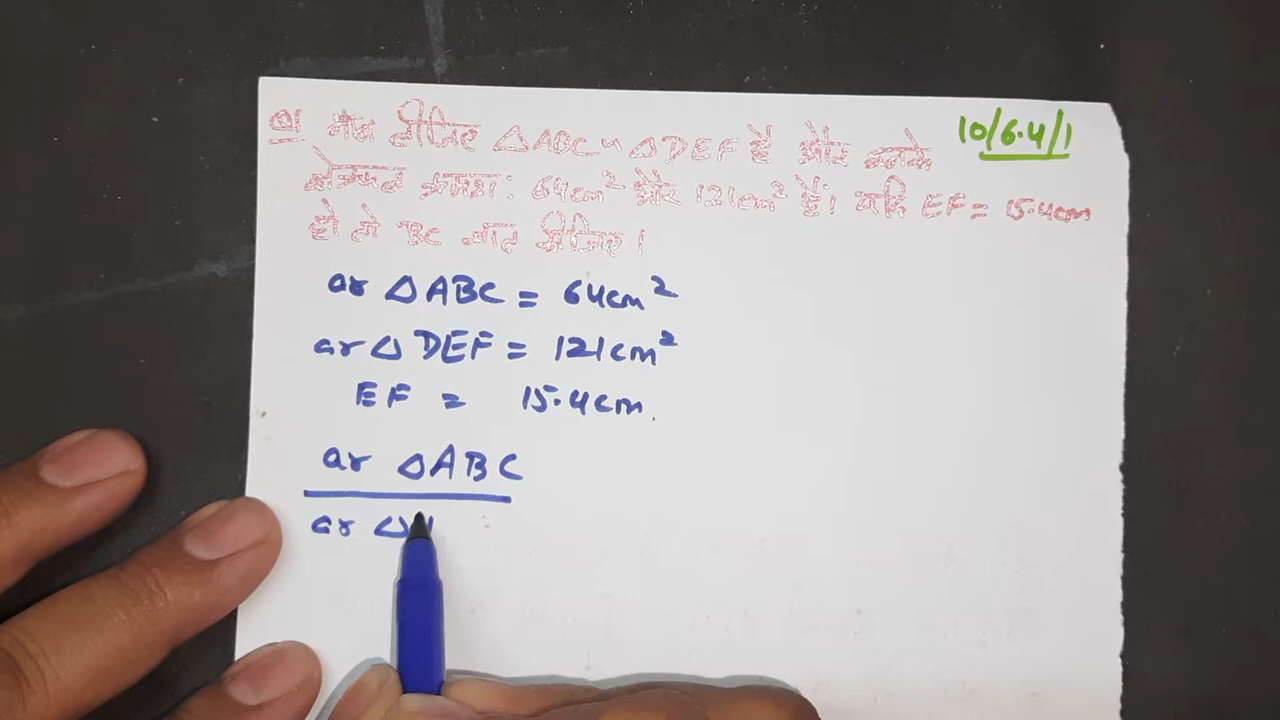 Q1 मान लीजिए △ABC ~ △DEF है और इनके
क्षेत्रफल क्रमशः 64cm² और 121cm² हैं। यदि EF = 15.4cm
हो तो BC ज्ञात कीजिए।
10/6.4/1
ar △ABC = 64cm²
ar △DEF = 121cm²
EF = 15.4cm.
ar △ABC
ar △